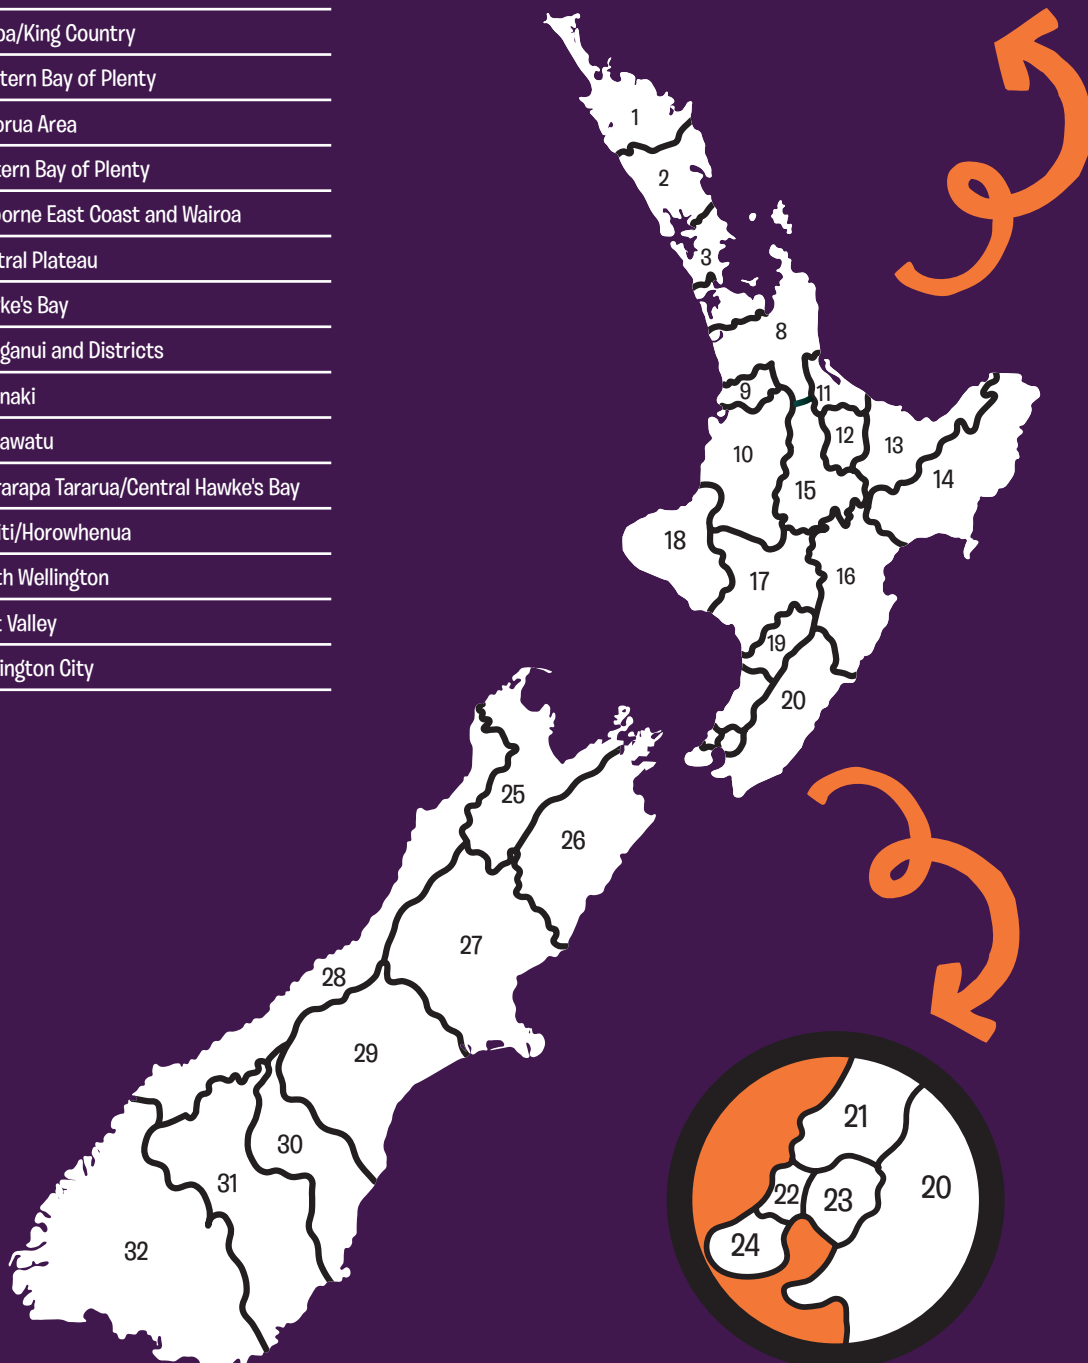 pa/King Country
tern Bay of Plenty
orua Area
tern Bay of Plenty
orne East Coast and Wairoa
tral Plateau
ke's Bay
ganui and Districts
naki
awatu
rarapa Tararua/Central Hawke's Bay
iti/Horowhenua
th Wellington
t Valley
ington City
1
2
3
8
9
11
12
10
13
14
15
18
17
16
19
20
25
26
27
28
29
30
31
32
21
22
23
20
24